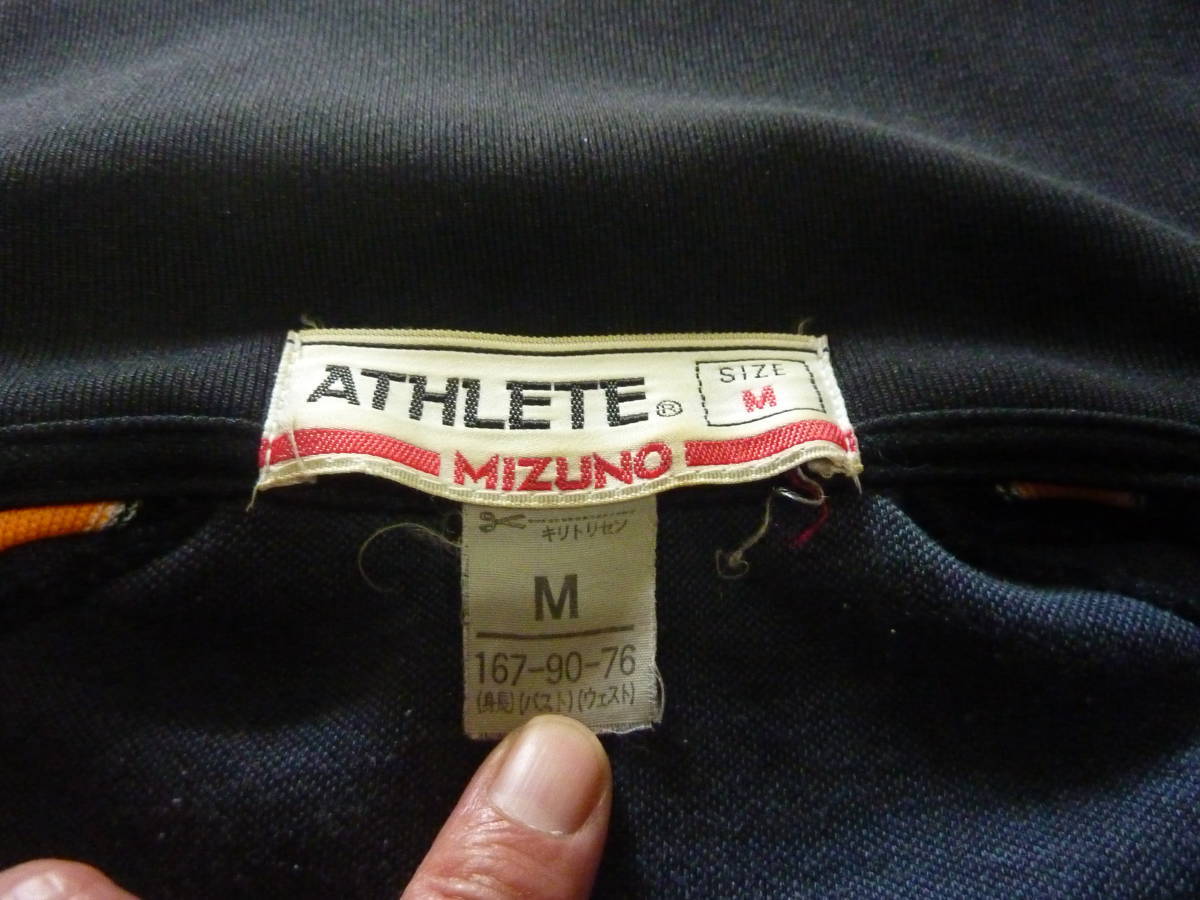 ATHLETE®
SIZE
M
MIZUNO
キリトリセン
M
167-90-76
(身長)(バスト)(ウェスト)